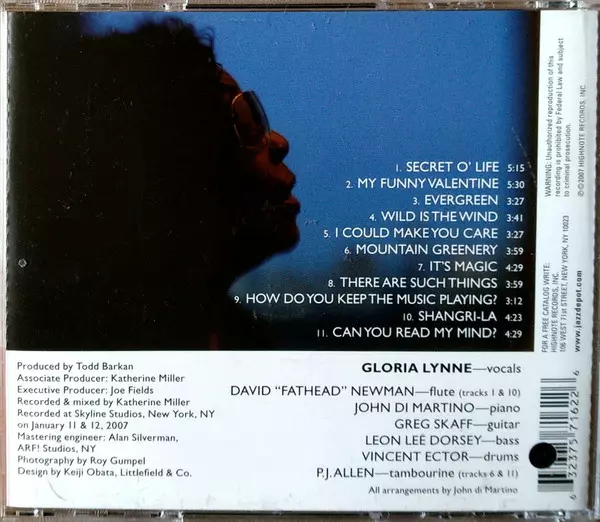 1. SECRET O' LIFE 5:15
2. MY FUNNY VALENTINE 5:30
3. EVERGREEN 3:27
4. WILD IS THE WIND 3:41
5. I COULD MAKE YOU CARE 3:27
6. MOUNTAIN GREENERY 3:59
7. IT'S MAGIC 4:29
8. THERE ARE SUCH THINGS 3:59
9. HOW DO YOU KEEP THE MUSIC PLAYING? 3:12
10. SHANGRI-LA 4:23
11. CAN YOU READ MY MIND? 4:29
Produced by Todd Barkan
Associate Producer: Katherine Miller
Executive Producer: Joe Fields
Recorded & mixed by Katherine Miller
Recorded at Skyline Studios, New York, NY
on January 11 & 12, 2007
Mastering engineer: Alan Silverman,
ARF! Studios, NY
Photography by Roy Gumpel
Design by Keiji Obata, Littlefield & Co.
GLORIA LYNNE—vocals
DAVID "FATHEAD" NEWMAN—flute (tracks 1 & 10)
JOHN DI MARTINO—piano
GREG SKAFF—guitar
LEON LEE DORSEY—bass
VINCENT ECTOR—drums
P.J. ALLEN—tambourine (tracks 6 & 11)
All arrangements by John di Martino
WARNING: Unauthorized reproduction of this
recording is prohibited by Federal Law and subject
to criminal prosecution.
℗©2007 HIGHNOTE RECORDS, INC.
FOR A FREE CATALOG WRITE:
HIGHNOTE RECORDS, INC.
106 WEST 71st STREET, NEW YORK, NY 10023
www.jazzdepot.com
6 32375 71622 6